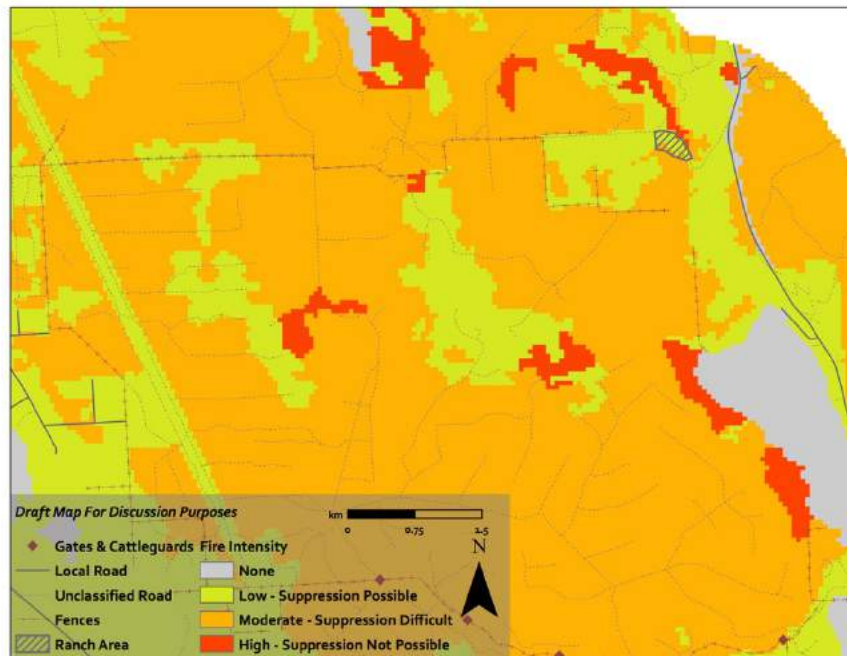 Draft Map For Discussion Purposes
km
0 0.75 1.5
N
Gates & Cattleguards
Local Road
Unclassified Road
Fences
Ranch Area
Fire Intensity
None
Low - Suppression Possible
Moderate - Suppression Difficult
High - Suppression Not Possible